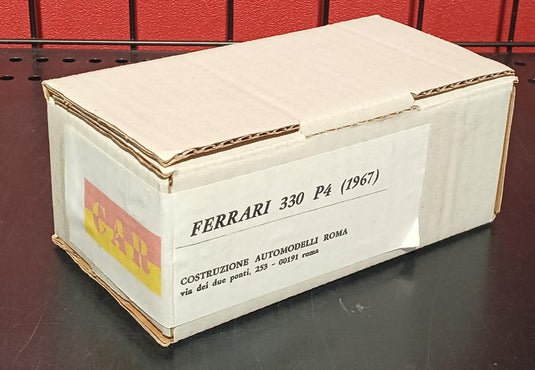 CAR
FERRARI 330 P4 (1967)
COSTRUZIONE AUTOMODELLI ROMA
via dei due ponti, 253 - 00191 roma